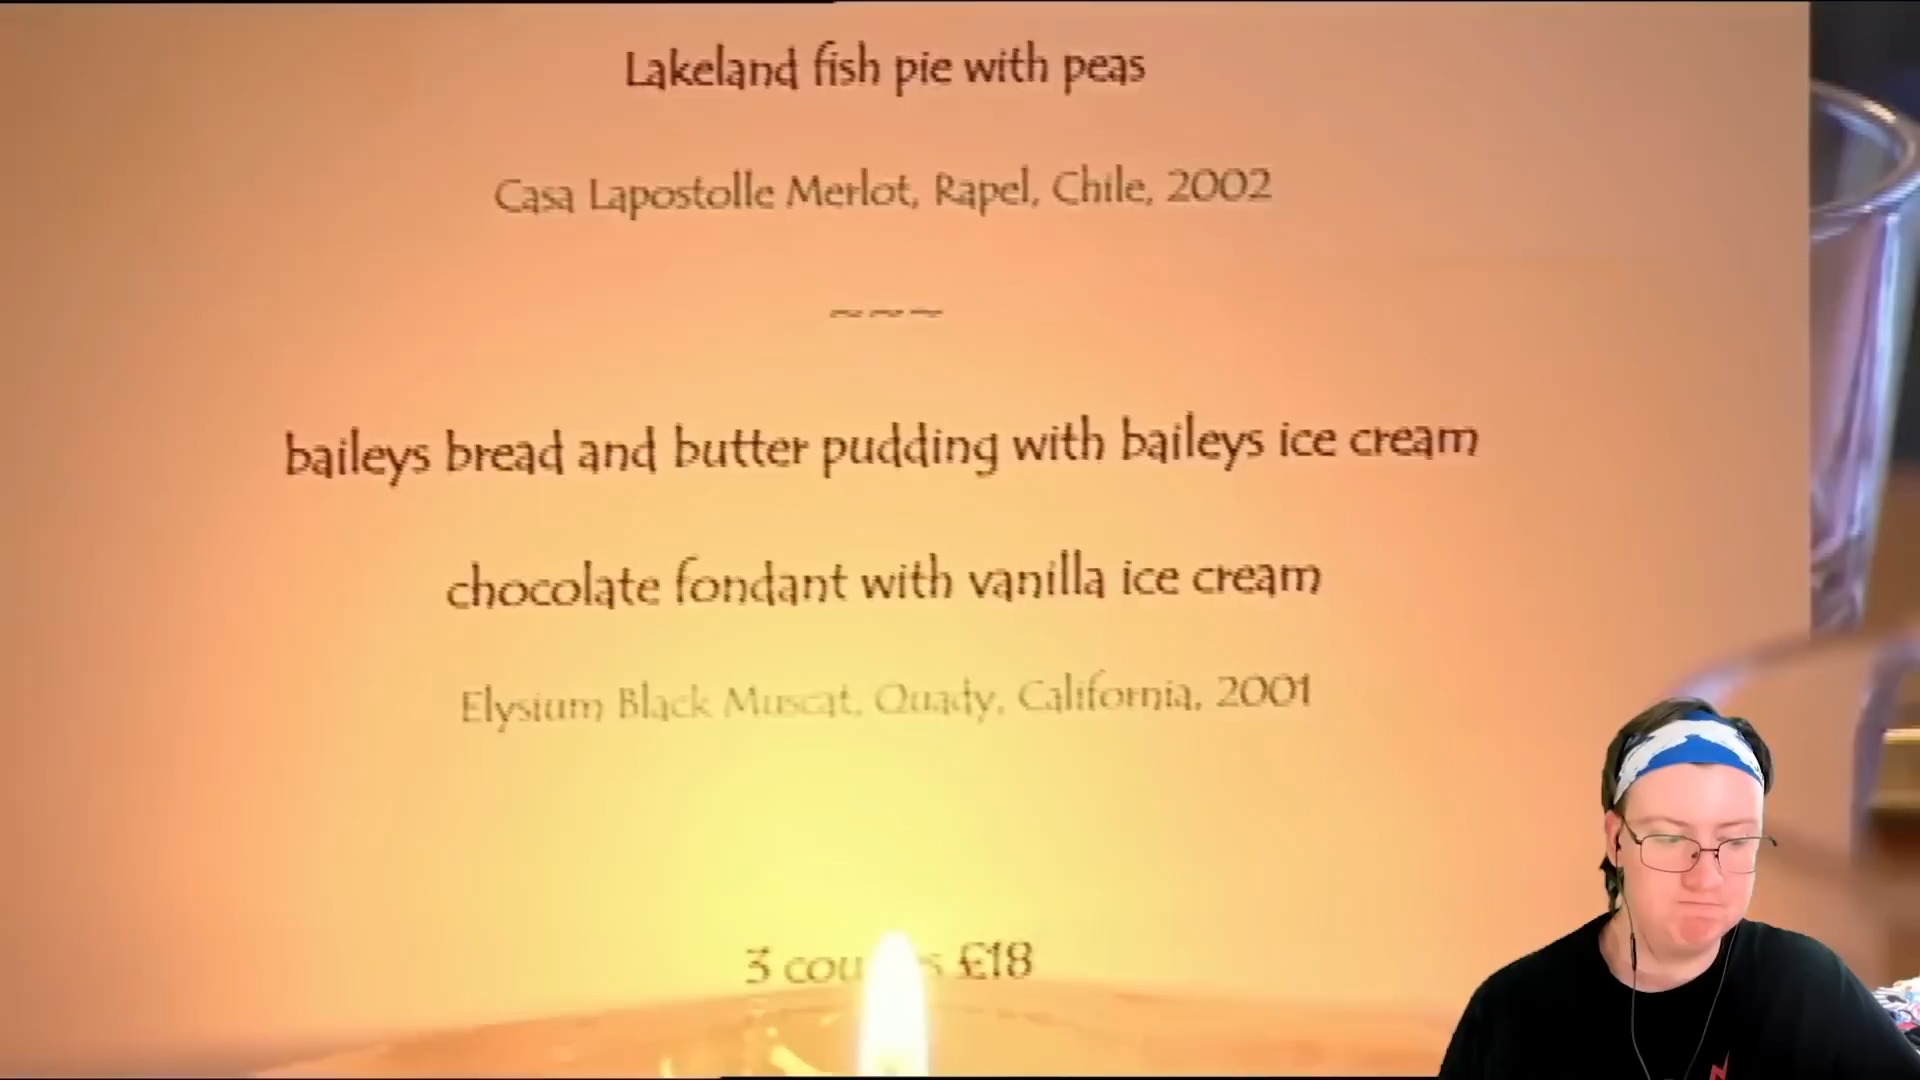 Lakeland fish pie with peas
Casa Lapostolle Merlot, Rapel, Chile, 2002
~~~
baileys bread and butter pudding with baileys ice cream
chocolate fondant with vanilla ice cream
Elysium Black Muscat, Quady, California, 2001
3 £18